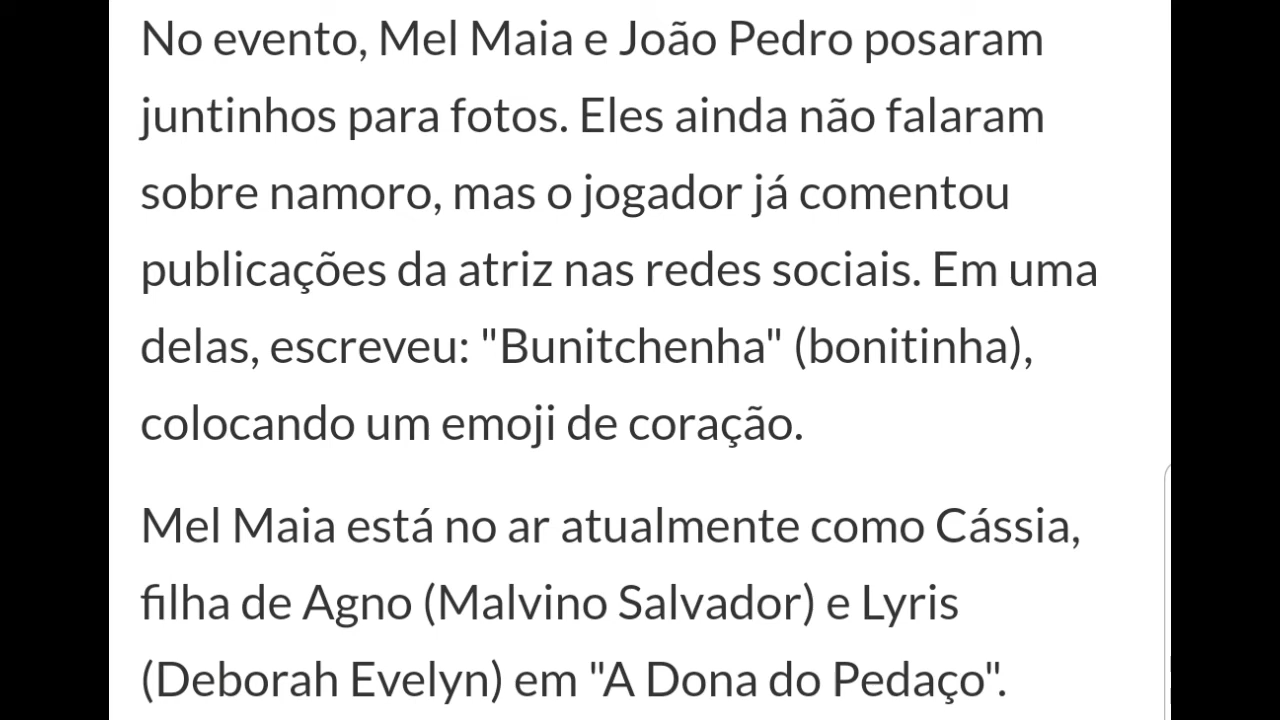 No evento, Mel Maia e João Pedro posaram
juntinhos para fotos. Eles ainda não falaram
sobre namoro, mas o jogador já comentou
publicações da atriz nas redes sociais. Em uma
delas, escreveu: "Bunitchenha" (bonitinha),
colocando um emoji de coração.
Mel Maia está no ar atualmente como Cássia,
filha de Agno (Malvino Salvador) e Lyris
(Deborah Evelyn) em "A Dona do Pedaço".